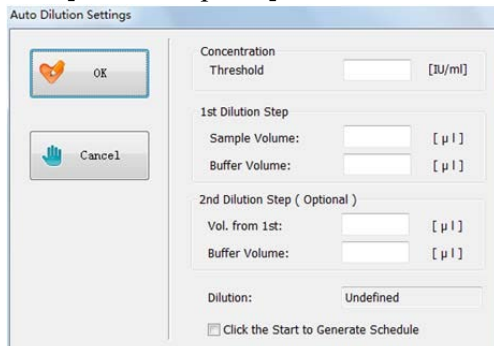 Auto Dilution Settings
OK
Cancel
Concentration
Threshold [IU/ml]
1st Dilution Step
Sample Volume: [ µl ]
Buffer Volume: [ µl ]
2nd Dilution Step ( Optional )
Vol. from 1st: [ µl ]
Buffer Volume: [ µl ]
Dilution: Undefined
Click the Start to Generate Schedule